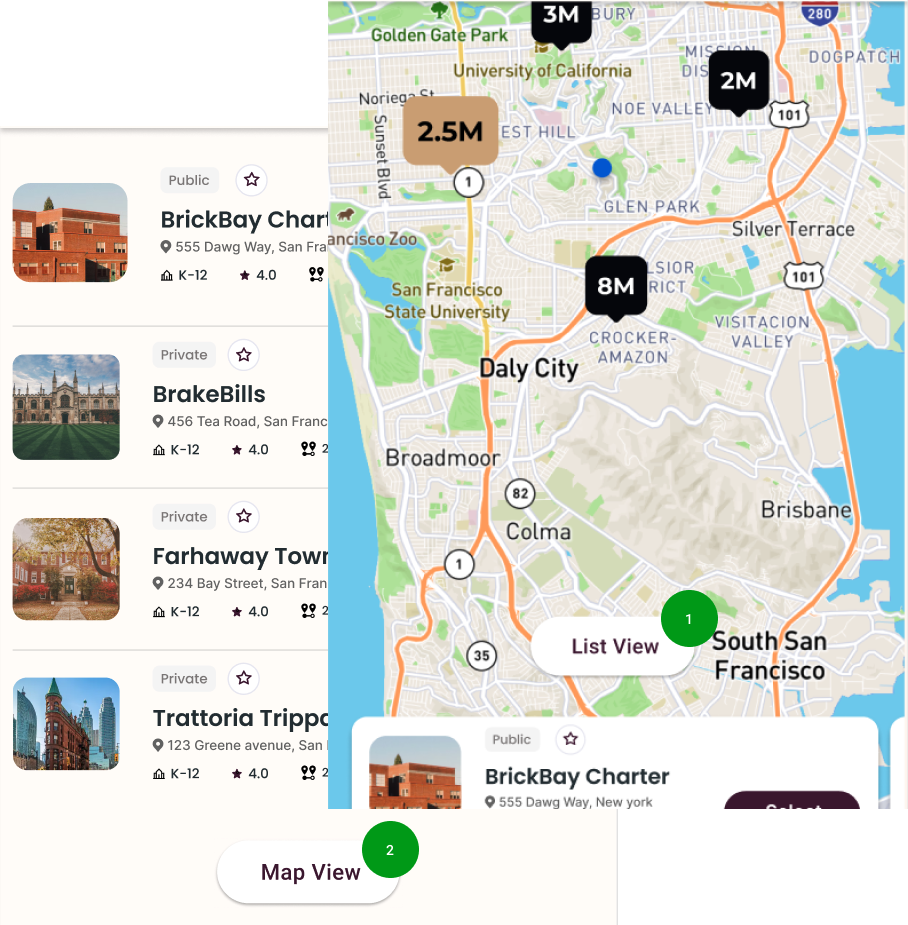 Public
BrickBay Chart
555 Dawg Way, San Fra
K-12
4.0
Private
BrakeBills
456 Tea Road, San Franc
K-12
4.0
2
Private
Farhaway Town
234 Bay Street, San Fran
K-12
4.0
2
Private
Trattoria Trippo
123 Greene avenue, San
K-12
4.0
2
Map View
2
3M
BURY
280
Golden Gate Park
MISSION
DIS
DOGPATCH
University of California
2M
Noriega St
NOE VALLEY
101
Sunset Blvd
2.5M
EST HILL
1
GLEN PARK
Silver Terrace
ancisco Zoo
San Francisco
State University
8M
LSIOR
RICT
101
VISITACION
VALLEY
CROCKER-
AMAZON
Daly City
Broadmoor
82
Colma
Brisbane
1
1
List View
South San
Francisco
35
Public
BrickBay Charter
555 Dawg Way, New york
Select